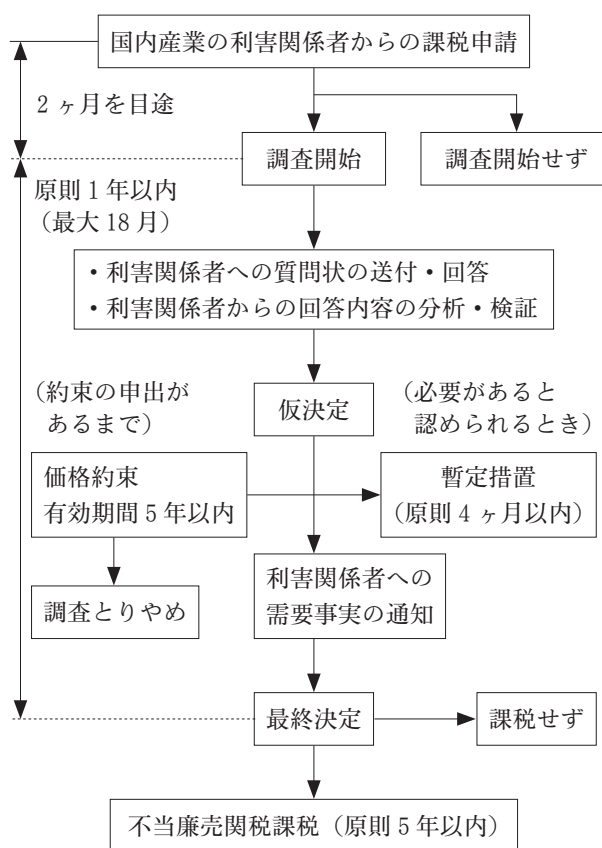 国内産業の利害関係者からの課税申請
2ヶ月を目途
調査開始
調査開始せず
原則1年以内
(最大18月)
・利害関係者への質問状の送付・回答
・利害関係者からの回答内容の分析・検証
(約束の申出が
あるまで)
仮決定
(必要があると
認められるとき)
価格約束
有効期間5年以内
暫定措置
(原則4ヶ月以内)
調査とりやめ
利害関係者への
需要事実の通知
最終決定
課税せず
不当廉売関税課税(原則5年以内)